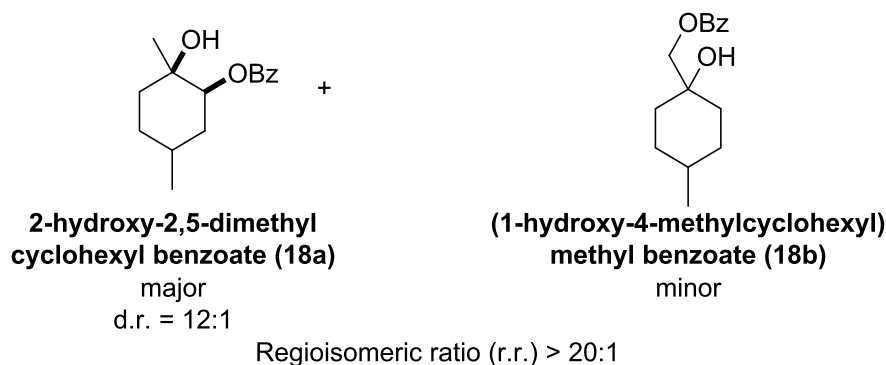 OH
OBz
+
OBz
OH
2-hydroxy-2,5-dimethyl
cyclohexyl benzoate (18a)
major
d.r. = 12:1
(1-hydroxy-4-methylcyclohexyl)
methyl benzoate (18b)
minor
Regioisomeric ratio (r.r.) > 20:1